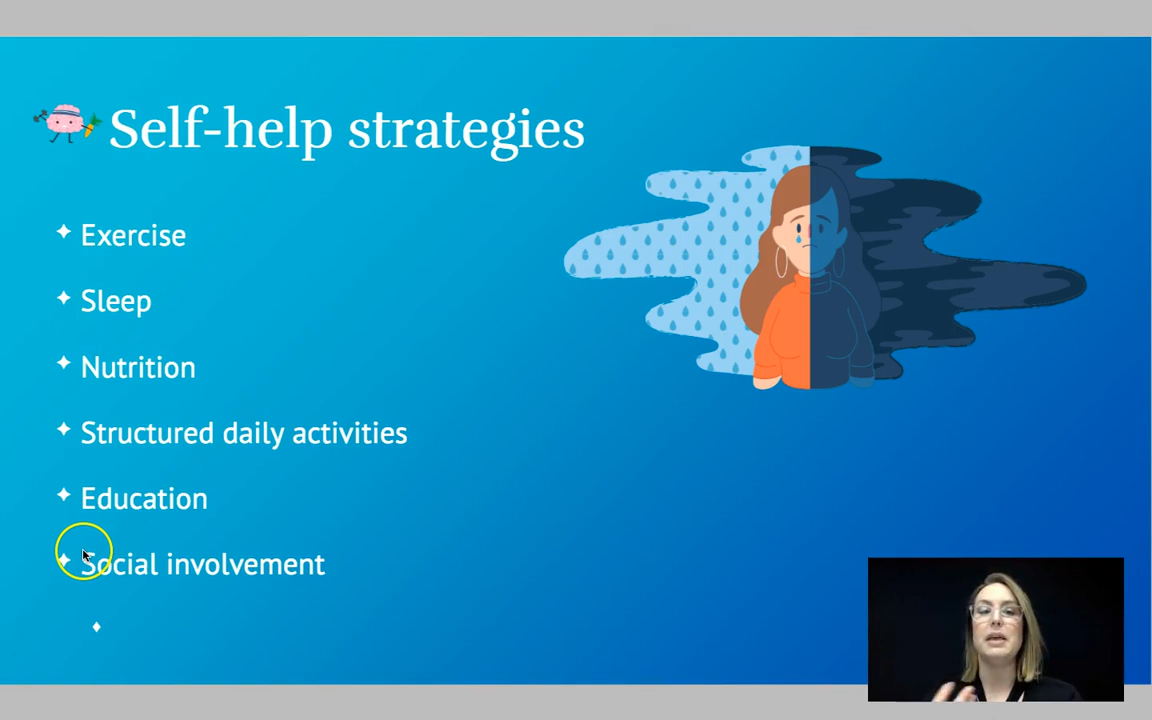 Self-help strategies
Exercise
Sleep
Nutrition
Structured daily activities
Education
Social involvement